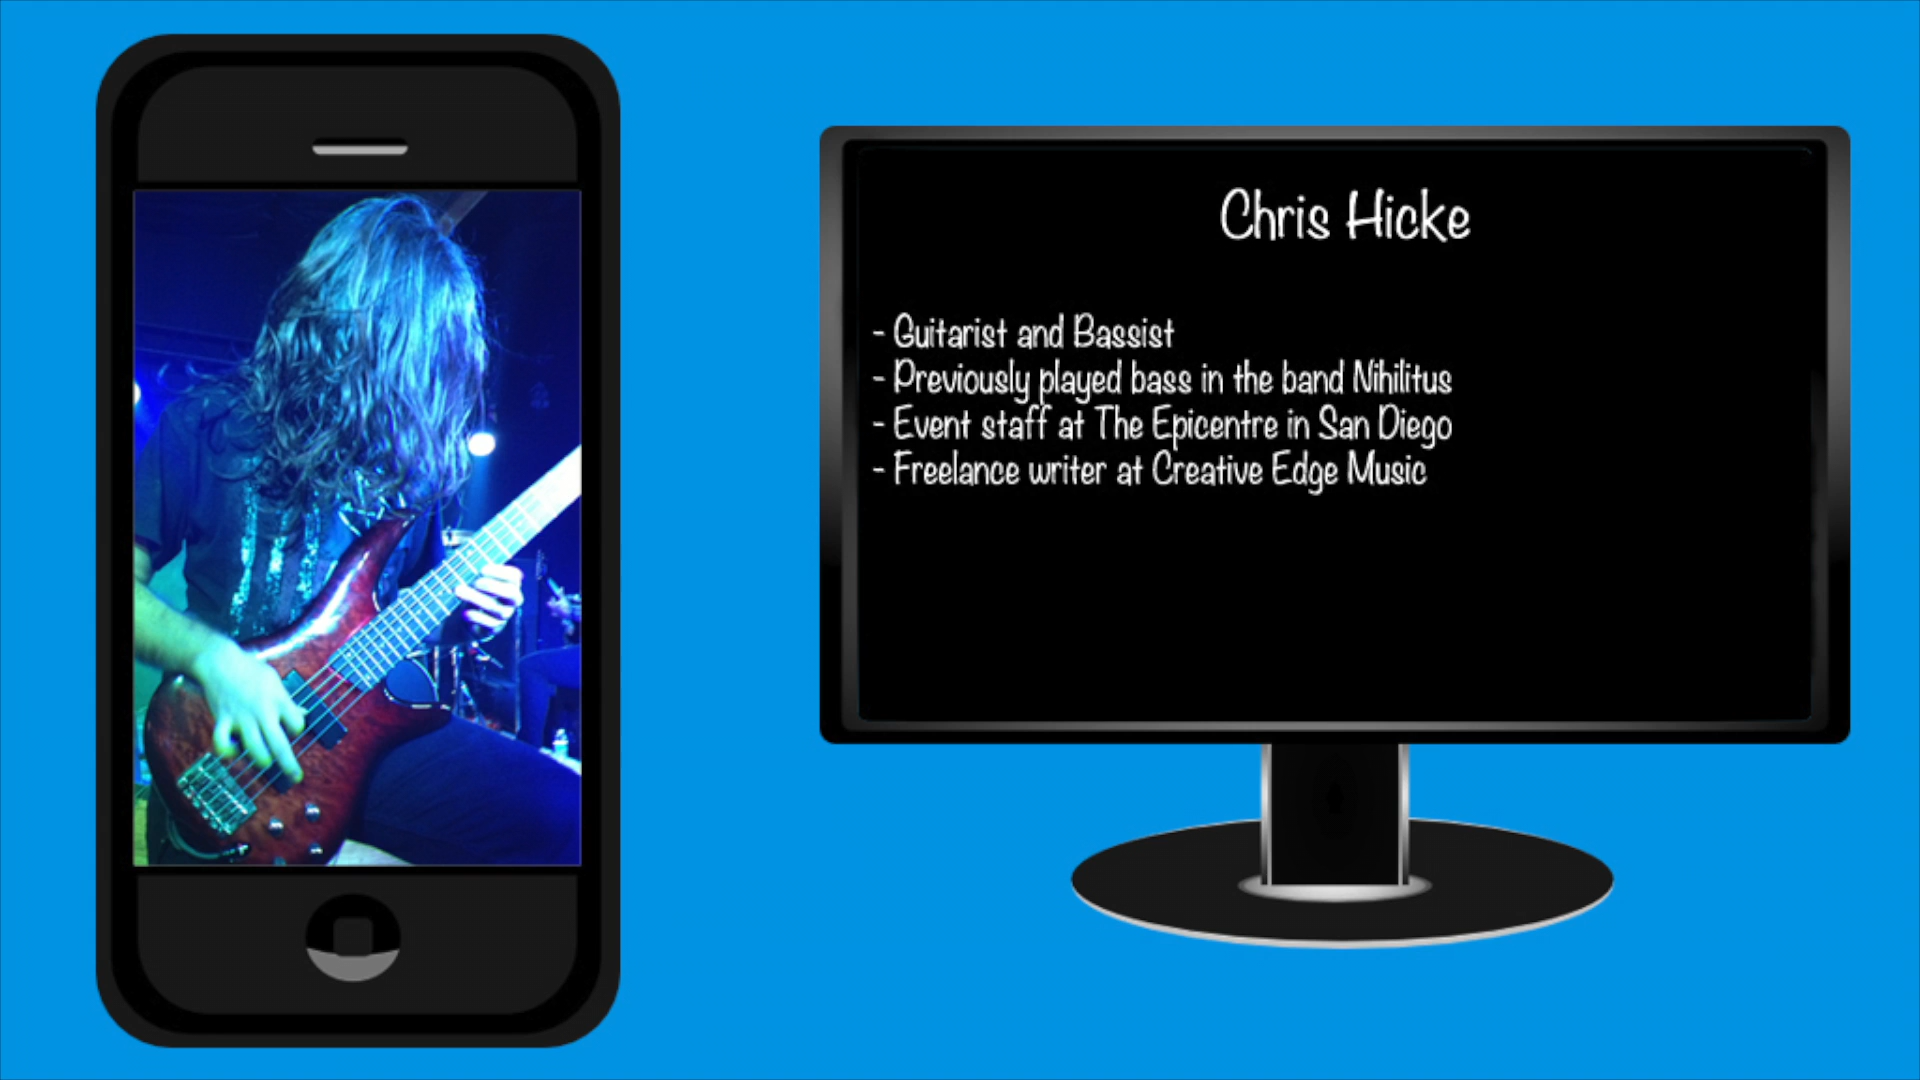 Chris Hicke
- Guitarist and Bassist
- Previously played bass in the band Nihilitus
- Event staff at The Epicentre in San Diego
- Freelance writer at Creative Edge Music